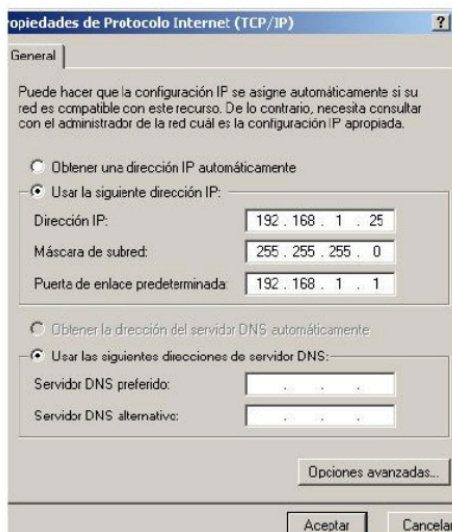 opiedades de Protocolo Internet (TCP/IP)
?
General
Puede hacer que la configuración IP se asigne automáticamente si su
red es compatible con este recurso. De lo contrario, necesita consultar
con el administrador de la red cuál es la configuración IP apropiada.
Obtener una dirección IP automáticamente
Usar la siguiente dirección IP:
Dirección IP: 192 . 168 . 1 . 25
Máscara de subred: 255 . 255 . 255 . 0
Puerta de enlace predeterminada: 192 . 168 . 1 . 1
Obtener la dirección del servidor DNS automáticamente
Usar las siguientes direcciones de servidor DNS:
Servidor DNS preferido: . . .
Servidor DNS alternativo: . . .
Opciones avanzadas...
Aceptar Cancelar